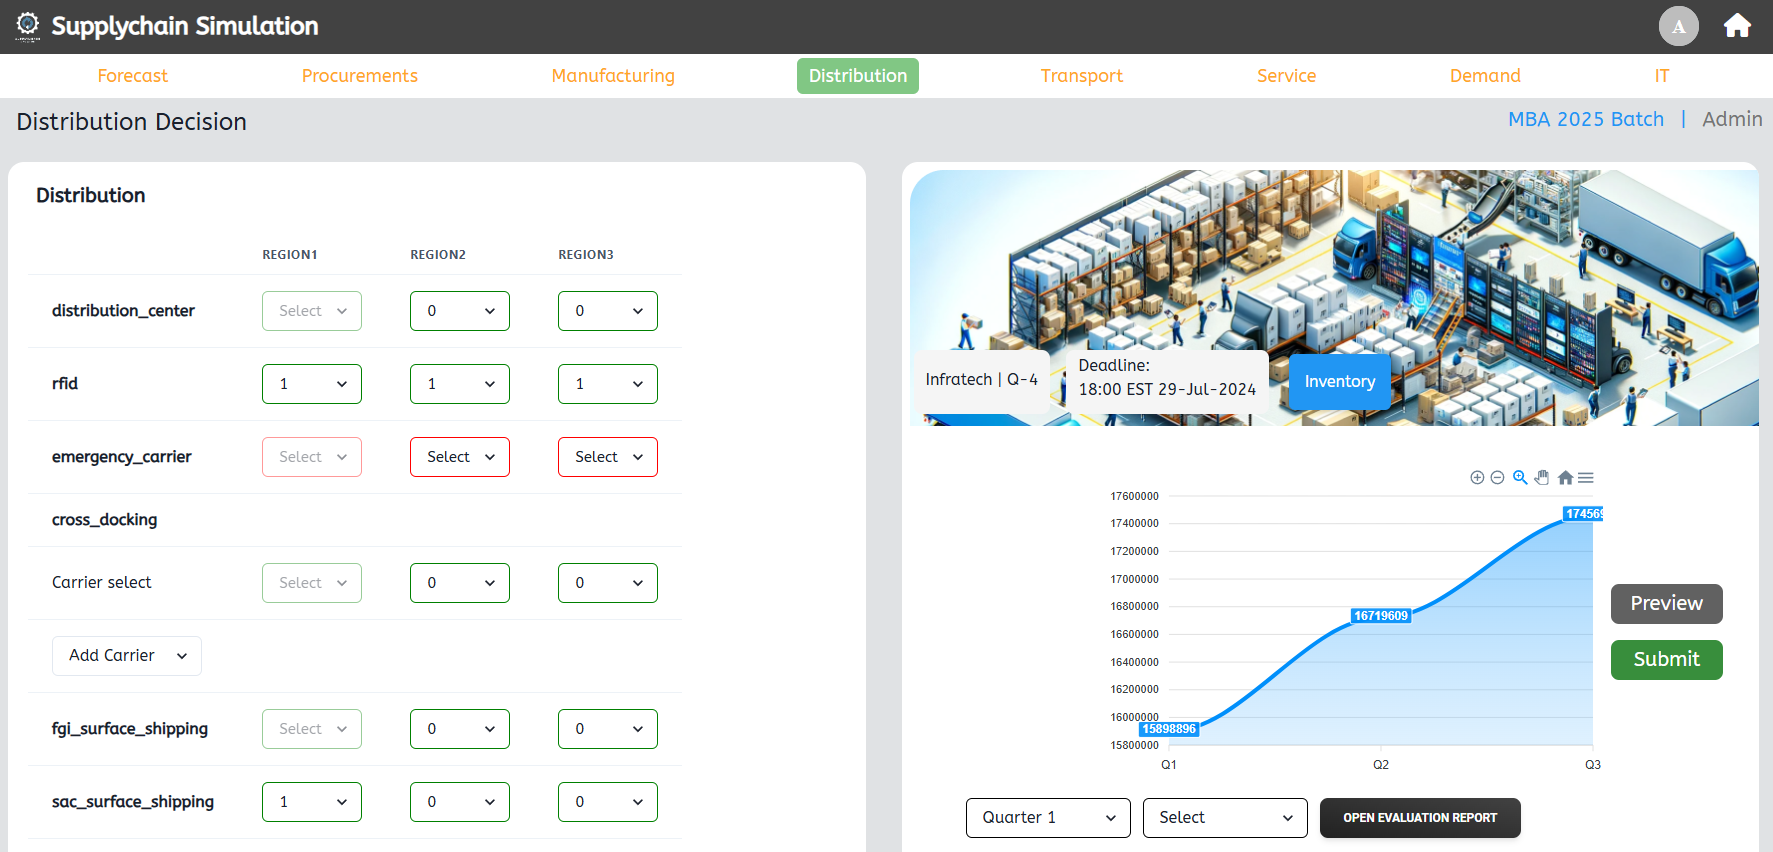 Supplychain Simulation
A
Forecast Procurements Manufacturing Distribution Transport Service Demand IT
Distribution Decision
MBA 2025 Batch | Admin
Distribution
REGION1 REGION2 REGION3
distribution_center Select 0 0
rfid 1 1 1
emergency_carrier Select Select Select
cross_docking
Carrier select Select 0 0
Add Carrier
fgi_surface_shipping Select 0 0
sac_surface_shipping 1 0 0
Infratech | Q-4
Deadline:
18:00 EST 29-Jul-2024
Inventory
17600000
17400000
17200000
17000000
16800000
16600000
16400000
16200000
16000000
15800000
15898896
16719609
174569
Q1 Q2 Q3
Preview
Submit
Quarter 1 Select OPEN EVALUATION REPORT